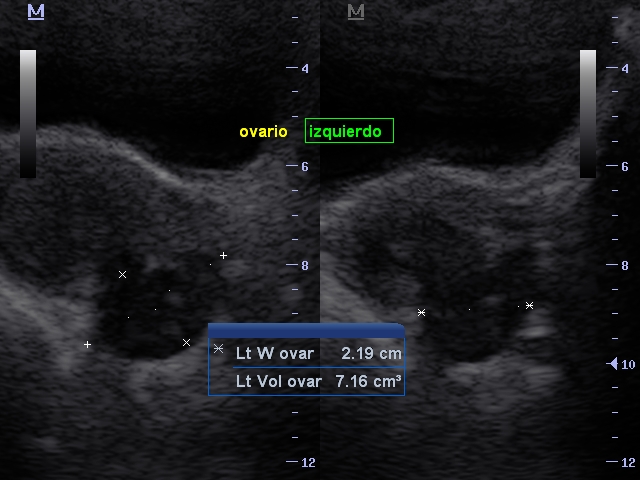 M M
4 4
ovario izquierdo
6 6
8 8
Lt W ovar 2.19 cm
Lt Vol ovar 7.16 cm³
10
12 12